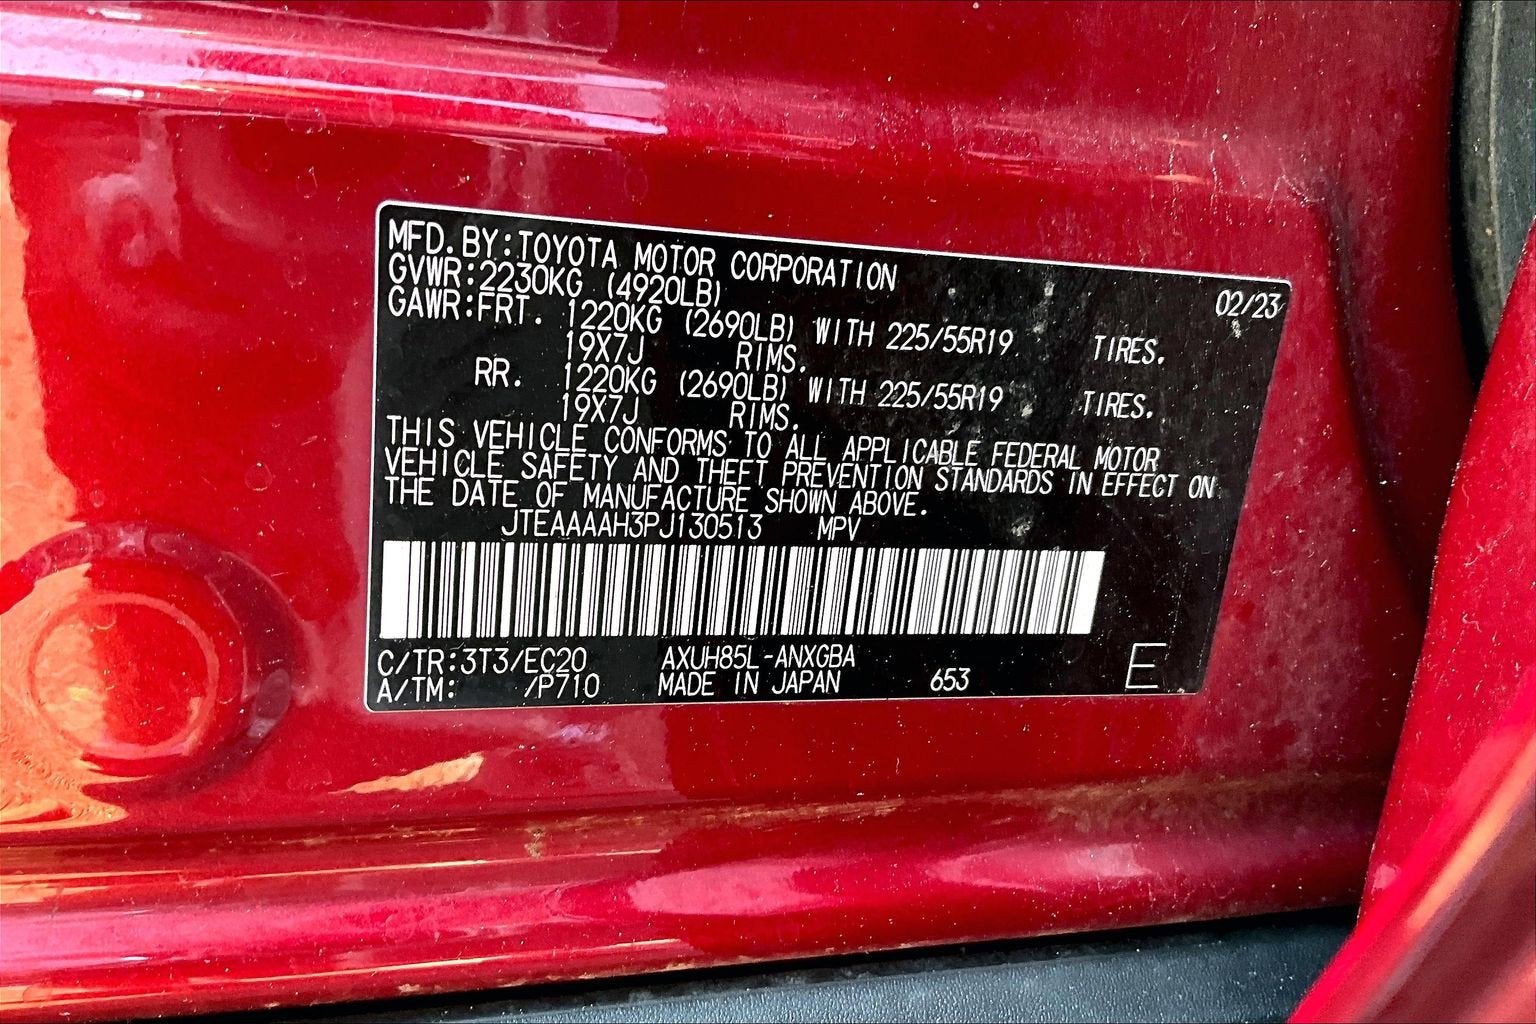 MFD. BY: TOYOTA MOTOR CORPORATION 02/23
GVWR: 2230KG (4920LB)
GAWR: FRT. 1220KG (2690LB) WITH 225/55R19 TIRES.
19X7J RIMS.
RR. 1220KG (2690LB) WITH 225/55R19 TIRES.
19X7J RIMS.
THIS VEHICLE CONFORMS TO ALL APPLICABLE FEDERAL MOTOR
VEHICLE SAFETY AND THEFT PREVENTION STANDARDS IN EFFECT ON
THE DATE OF MANUFACTURE SHOWN ABOVE.
JTEAAAAH3PJ130513 MPV
C/TR: 3T3/EC20 AXUH85L-ANXGBA
A/TM: /P710 MADE IN JAPAN 653 E